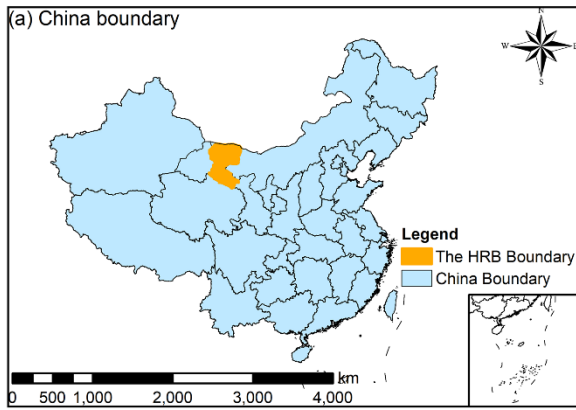 (a) China boundary
N
W
E
S
Legend
The HRB Boundary
China Boundary
km
0 500 1,000 2,000 3,000 4,000